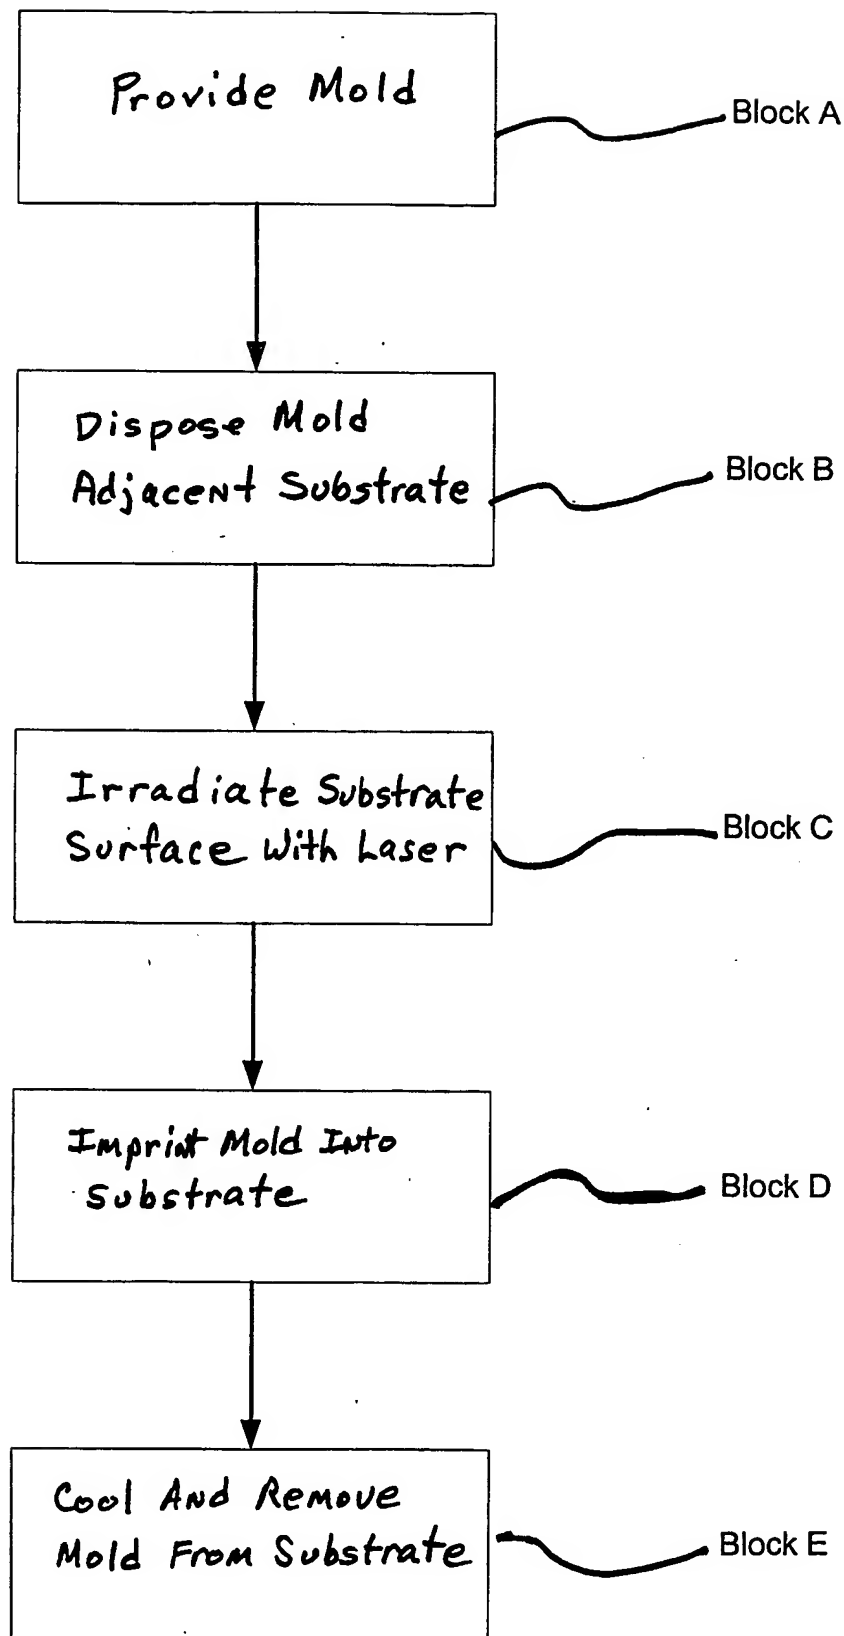 Provide Mold
Block A
Dispose Mold
Adjacent Substrate
Block B
Irradiate Substrate
Surface With Laser
Block C
Imprint Mold Into
Substrate
Block D
Cool And Remove
Mold From Substrate
Block E